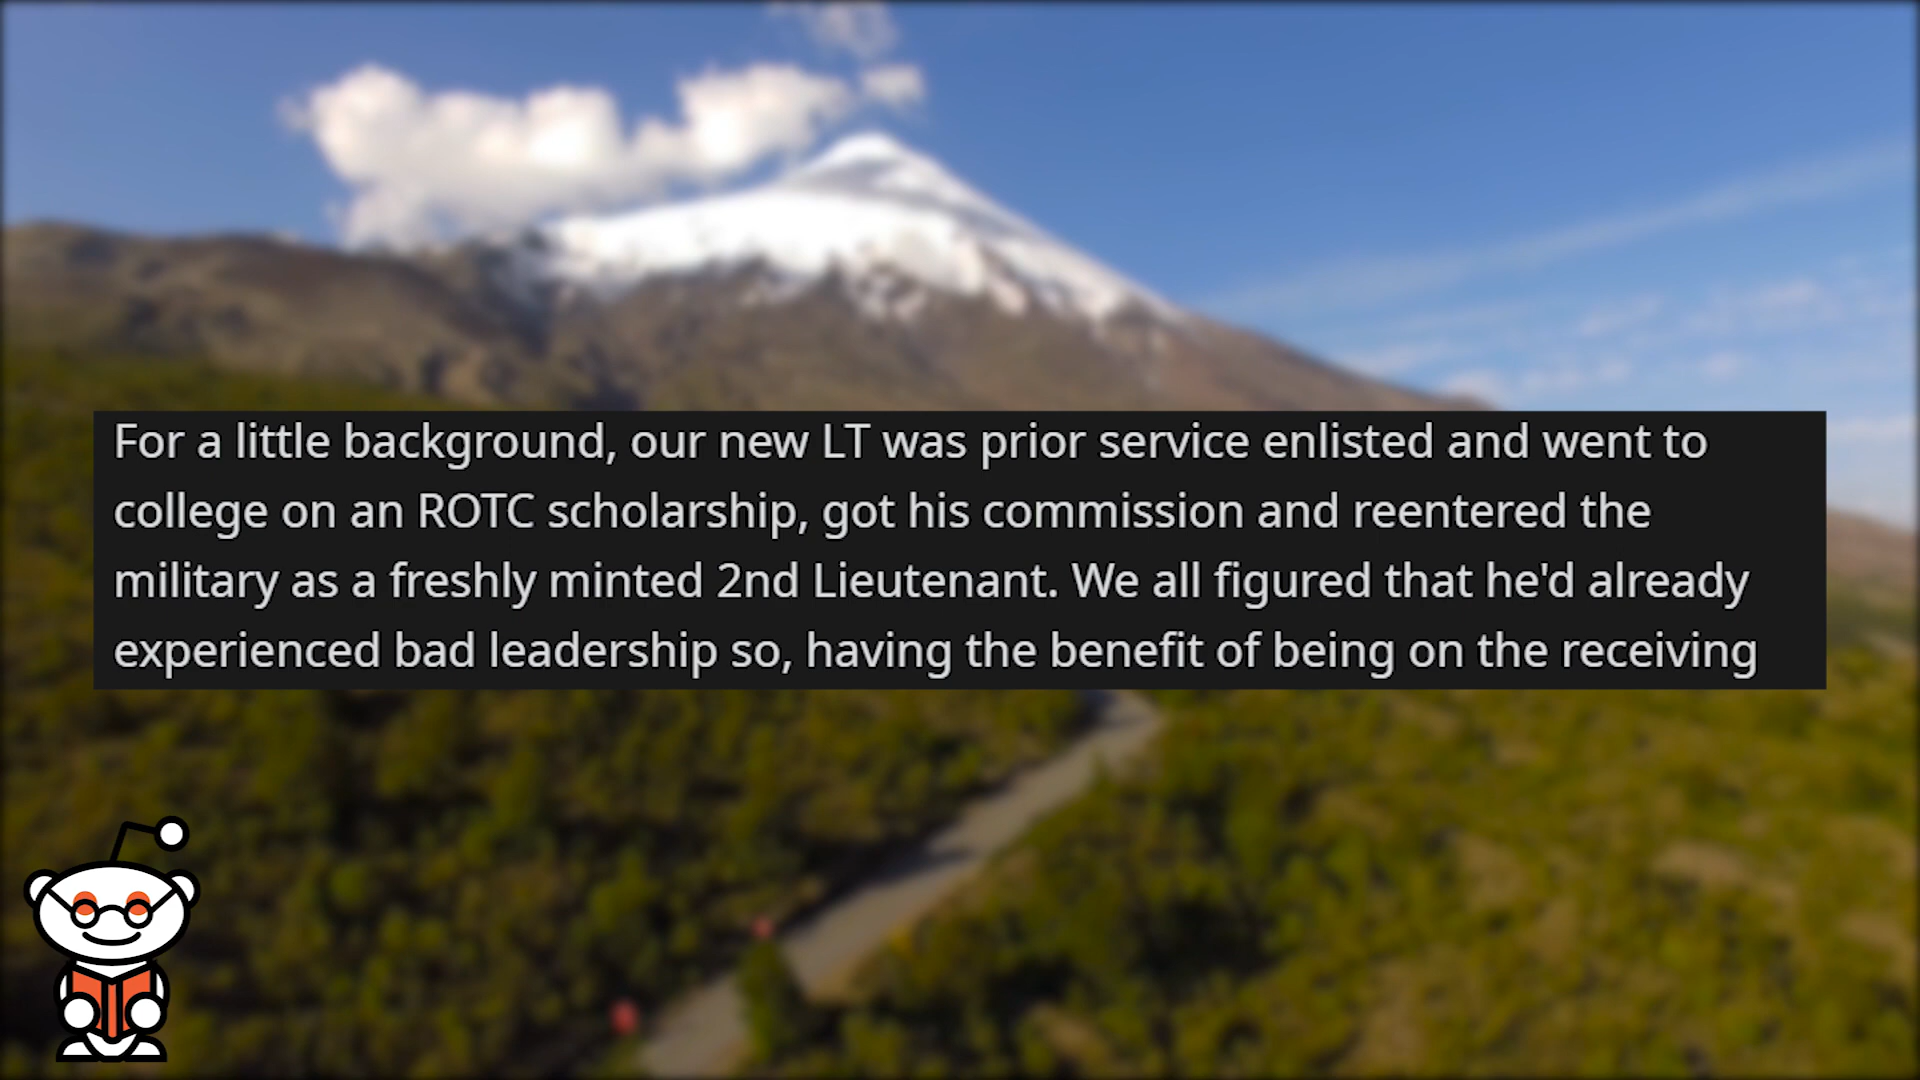 For a little background, our new LT was prior service enlisted and went to
college on an ROTC scholarship, got his commission and reentered the
military as a freshly minted 2nd Lieutenant. We all figured that he'd already
experienced bad leadership so, having the benefit of being on the receiving